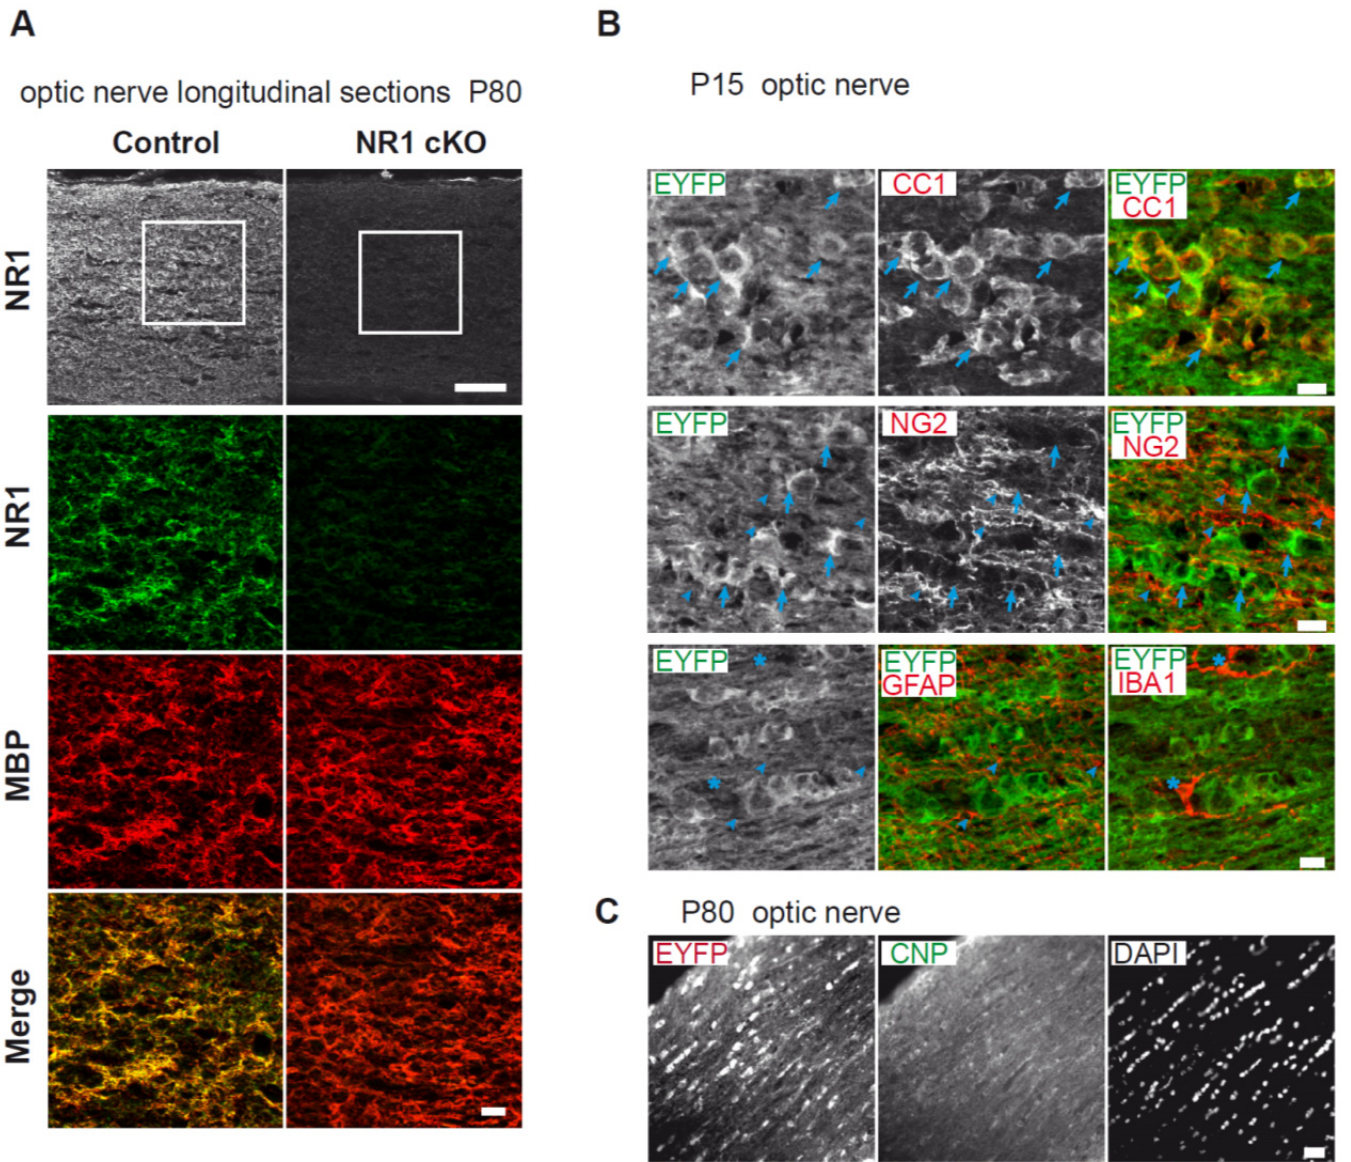 A
optic nerve longitudinal sections P80
Control NR1 cKO
NR1
NR1
MBP
Merge
B
P15 optic nerve
EYFP CC1 EYFP
CC1
EYFP NG2 EYFP
NG2
EYFP EYFP EYFP
GFAP IBA1
C P80 optic nerve
EYFP CNP DAPI